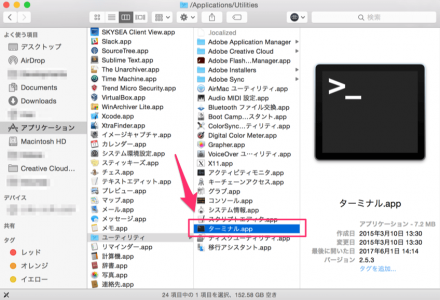 /Applications/Utilities
検索
よく使う項目
デスクトップ
AirDrop
Documents
Downloads
アプリケーション
Macintosh HD
Creative Cloud...
デバイス
共有
タグ
レッド
オレンジ
イエロー
SKYSEA Client View.app
Slack.app
SourceTree.app
Sublime Text.app
The Unarchiver.app
Time Machine.app
Trend Micro Security.app
VirtualBox.app
WinArchiver Lite.app
Xcode.app
XtraFinder.app
イメージキャプチャ.app
カレンダー.app
システム環境設定.app
スティッキーズ.app
チェス.app
テキストエディット.app
プレビュー.app
マップ.app
メール.app
メッセージ.app
メモ.app
ユーティリティ
リマインダー.app
計算機.app
辞書.app
写真.app
連絡先.app
.localized
Adobe Application Manager
Adobe Creative Cloud
Adobe Flash...Manager.app
Adobe Installers
Adobe Sync
AirMac ユーティリティ.app
Audio MIDI 設定.app
Bluetooth ファイル交換.app
Boot Camp...スタント.app
ColorSync...ティリティ.app
Digital Color Meter.app
Grapher.app
VoiceOver ユ...ィリティ.app
X11.app
アクティビティモニタ.app
キーチェーンアクセス.app
グラブ.app
コンソール.app
システム情報.app
スクリプトエディタ.app
ターミナル.app
ディスクユーティリティ.app
移行アシスタント.app
ターミナル.app
アプリケーション - 7.2 MB
作成日 2015年3月10日 13:30
変更日 2015年3月10日 13:30
最後に開いた日 2017年6月1日 14:14
バージョン 2.5.3
タグを追加...
24 項目中の 1 項目を選択、152.58 GB 空き